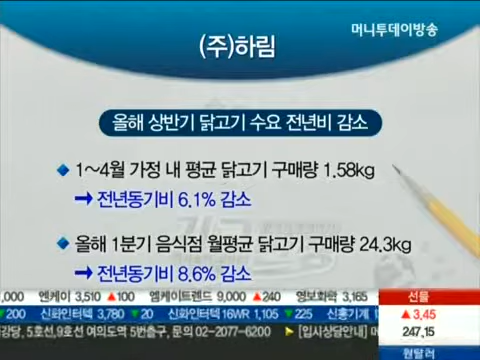 머니투데이방송
(주)하림
올해 상반기 닭고기 수요 전년비 감소
1~4월 가정 내 평균 닭고기 구매량 1.58kg
→ 전년동기비 6.1% 감소
올해 1분기 음식점 월평균 닭고기 구매량 24.3kg
→ 전년동기비 8.6% 감소
,000 엔케이 3,510 ▲100 엠케이트렌드 9,000 ▲240 영보화학 3,165
▼200 신화인터텍 3,780 ▼20 신화인터텍 16WR 1,105 ▼225 신흥기계
강당, 5호선,9호선 여의도역 5번출구, 문의 02-2077-6200 ▶ [입시상담안내] 메
선물
▲3.45
247.15
원달러